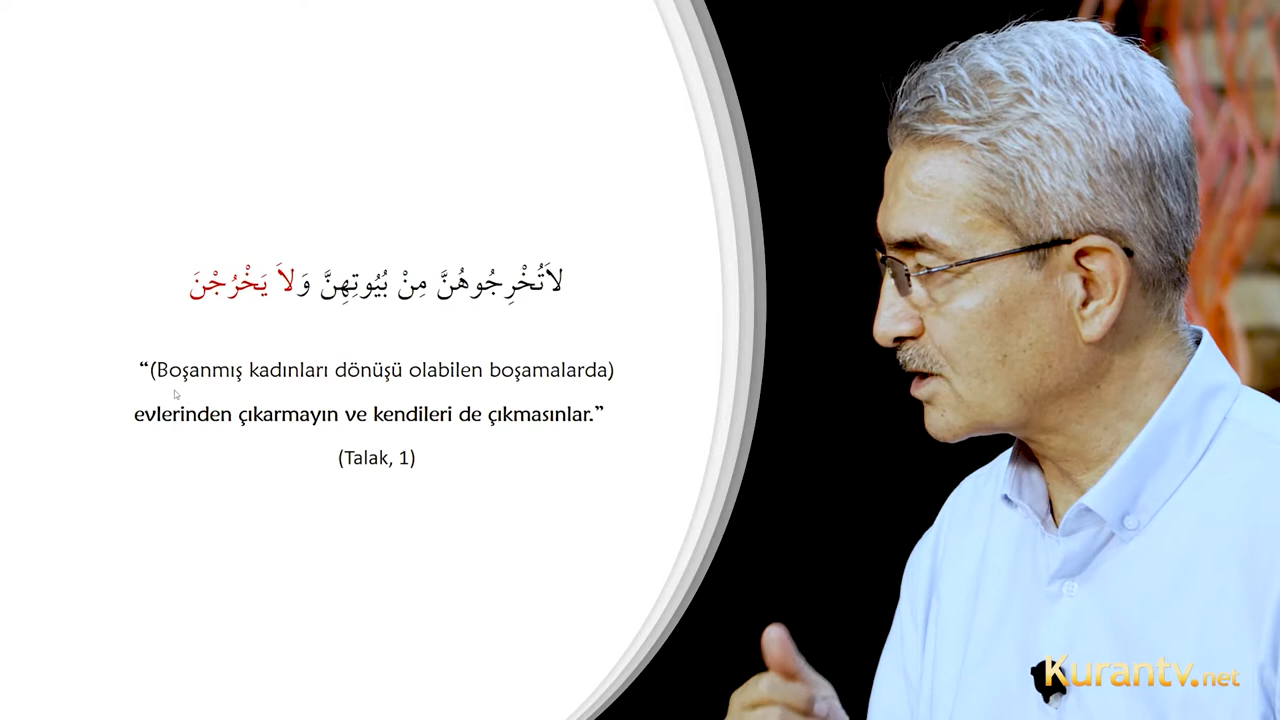 لاَتُخْرِجُوهُنَّ مِنْ بُيُوتِهِنَّ وَلاَ يَخْرُجْنَ
“(Boşanmış kadınları dönüşü olabilen boşamalarda)
evlerinden çıkarmayın ve kendileri de çıkmasınlar.”
(Talak, 1)
Kurantv.net